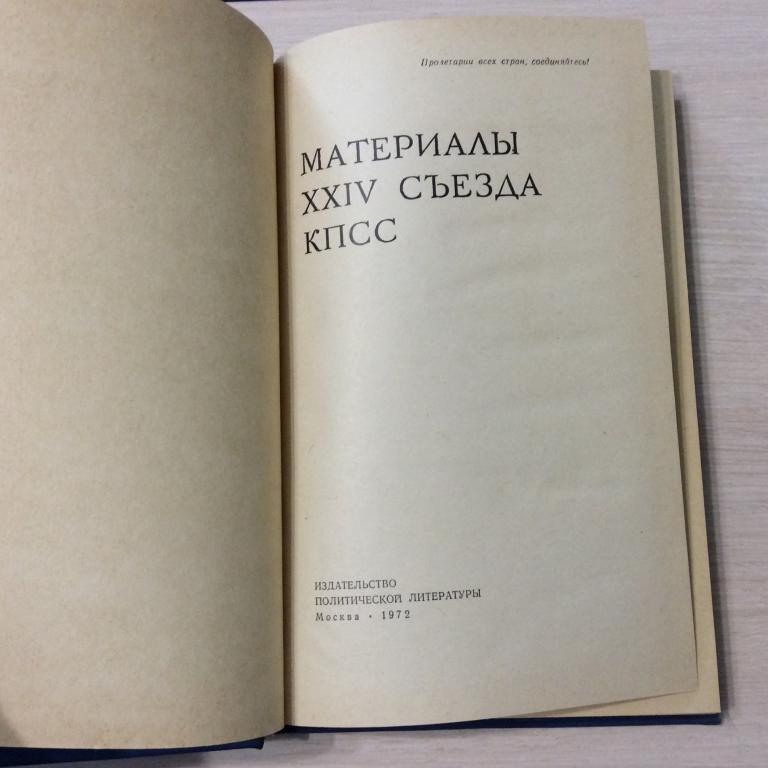 Пролетарии всех стран, соединяйтесь!
МАТЕРИАЛЫ
XXIV СЪЕЗДА
КПСС
ИЗДАТЕЛЬСТВО
ПОЛИТИЧЕСКОЙ ЛИТЕРАТУРЫ
Москва • 1972